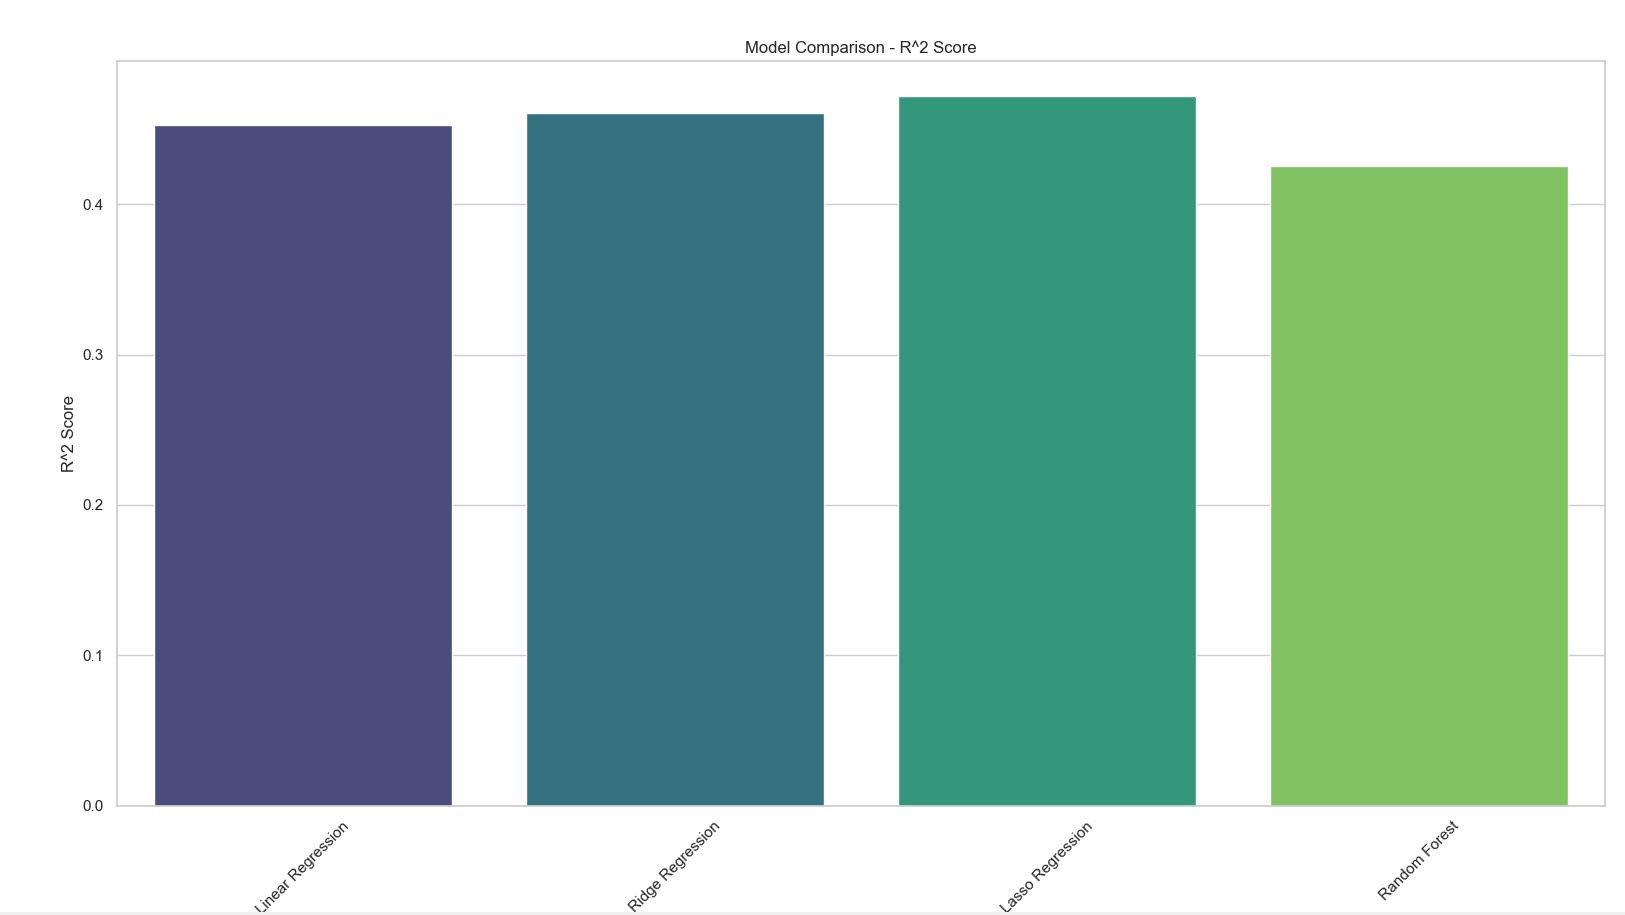 Model Comparison - R^2 Score
R^2 Score
0.4
0.3
0.2
0.1
0.0
Linear Regression
Ridge Regression
Lasso Regression
Random Forest